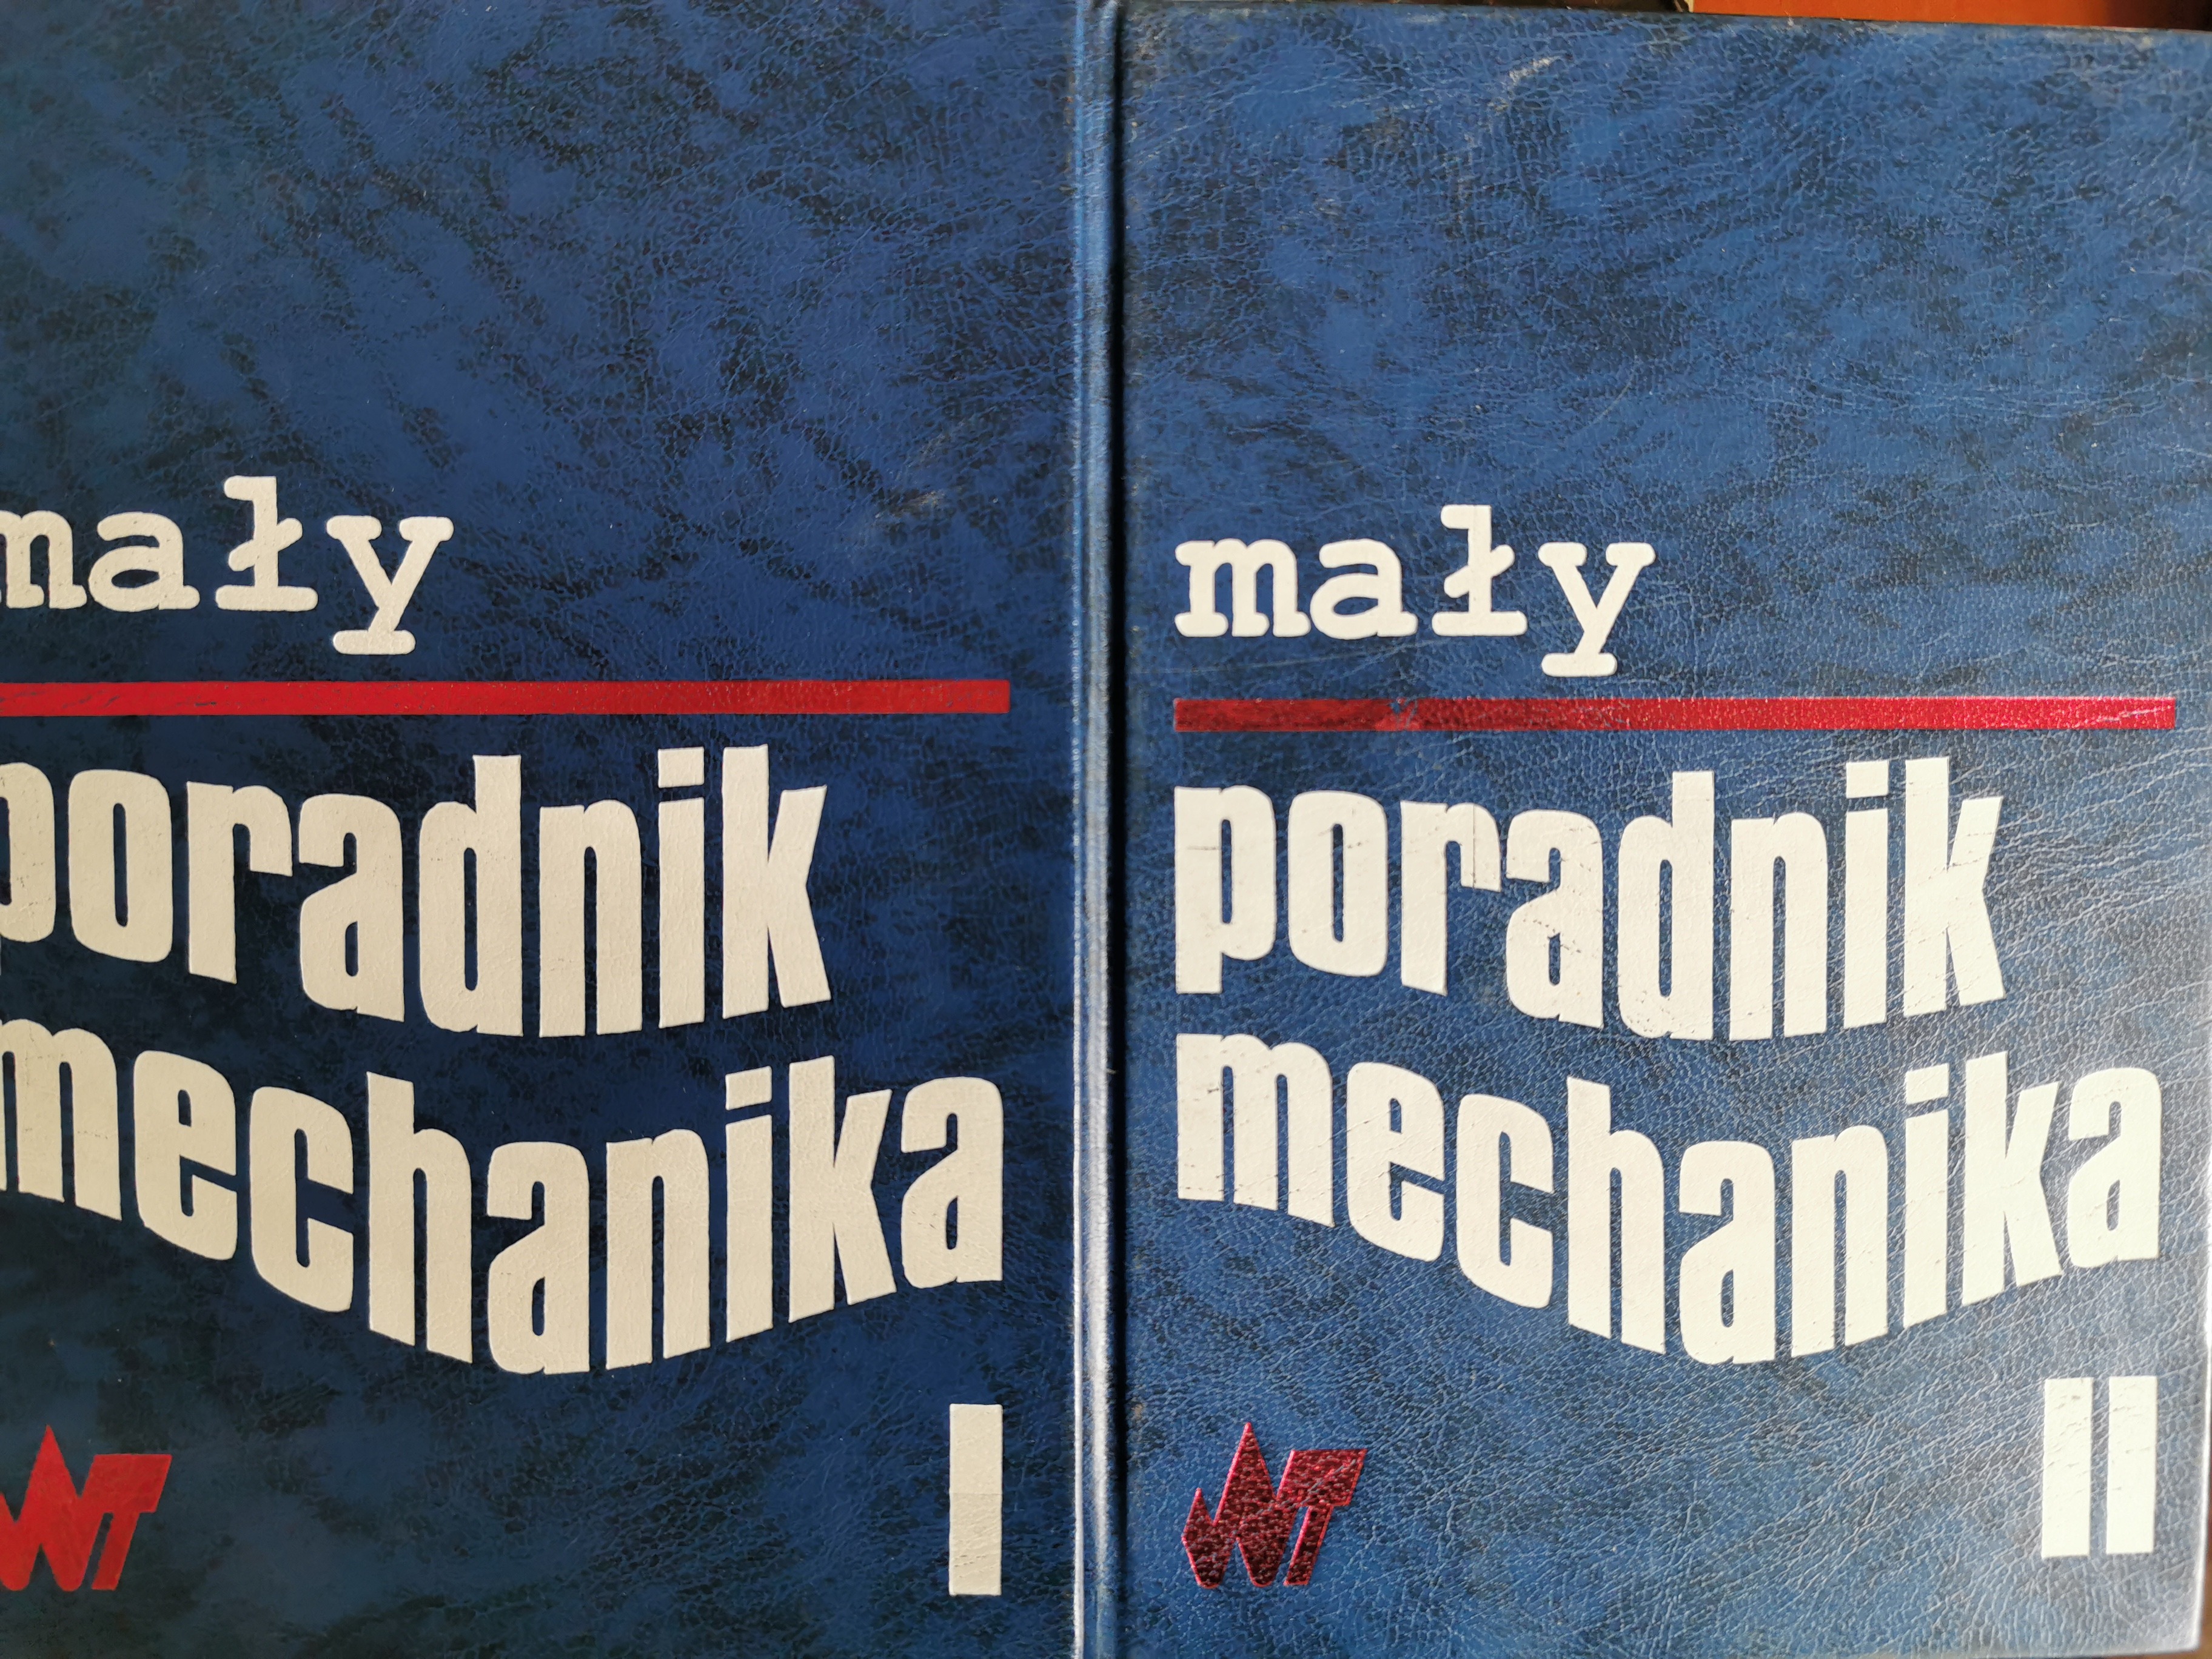 mały
poradnik
mechanika
I
WNT
mały
poradnik
mechanika
II
WNT